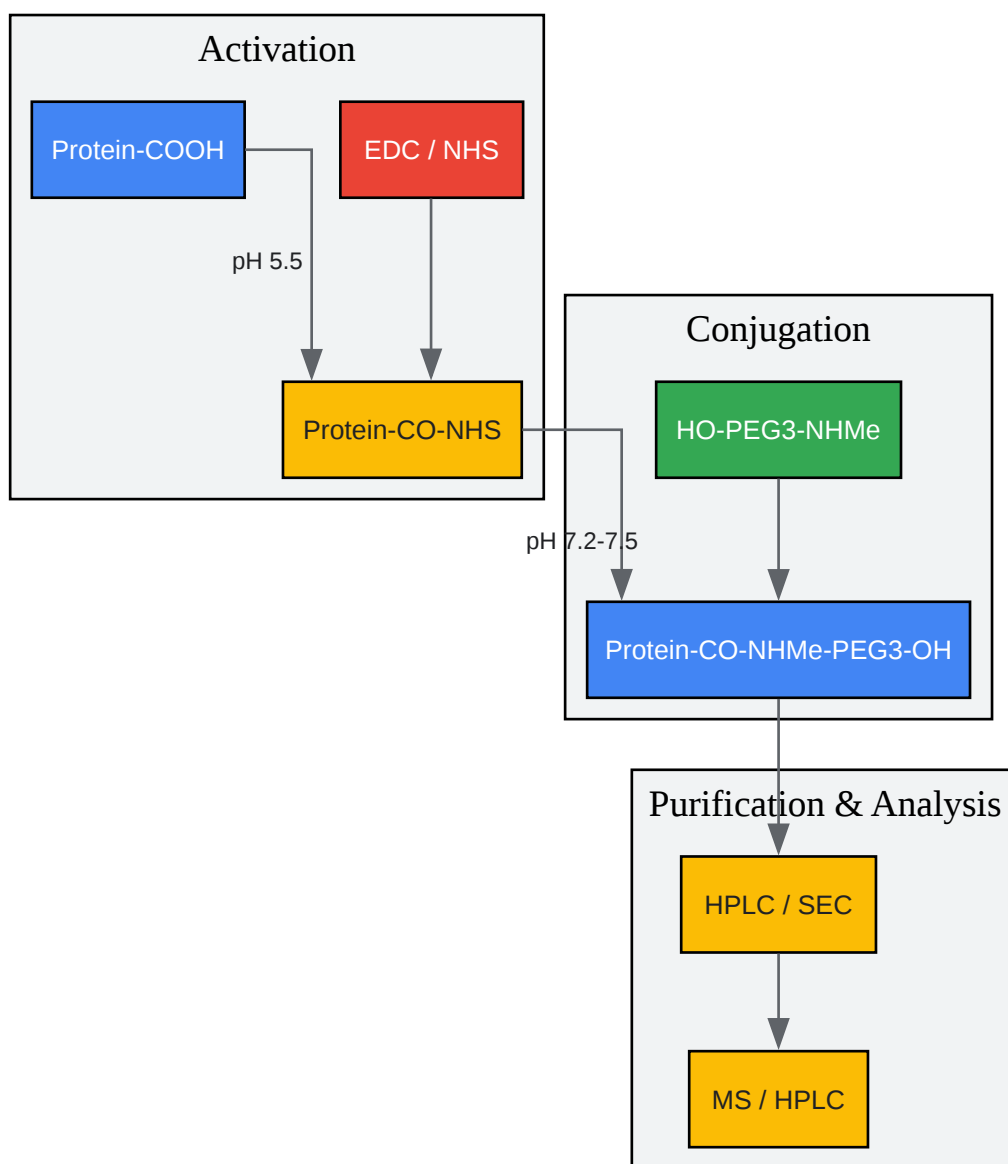 Activation
Protein-COOH
EDC / NHS
pH 5.5
Protein-CO-NHS
Conjugation
HO-PEG3-NHMe
pH 7.2-7.5
Protein-CO-NHMe-PEG3-OH
Purification & Analysis
HPLC / SEC
MS / HPLC